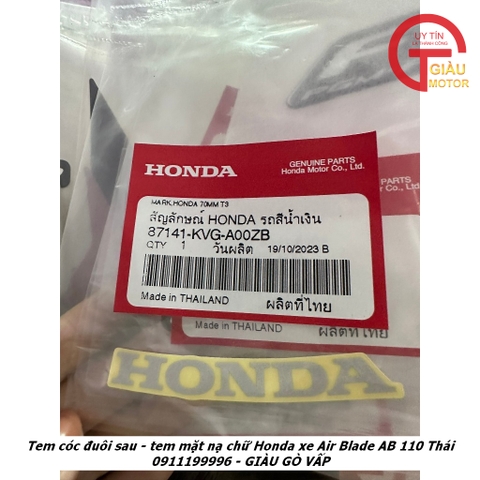 UY TÍN
LÀ THÀNH CÔNG
GIÀU
MOTOR
HONDA
GENUINE PARTS
Honda Motor Co., Ltd.
MARK,HONDA 70MM T3
สัญลักษณ์ HONDA รถสีน้ำเงิน
87141-KVG-A00ZB
QTY 1 วันผลิต 19/10/2023 B
Made in THAILAND ผลิตที่ไทย
Made in THAILAND ผลิตที่ไทย
HONDA
Tem cóc đuôi sau - tem mặt nạ chữ Honda xe Air Blade AB 110 Thái
0911199996 - GIÀU GÒ VẤP